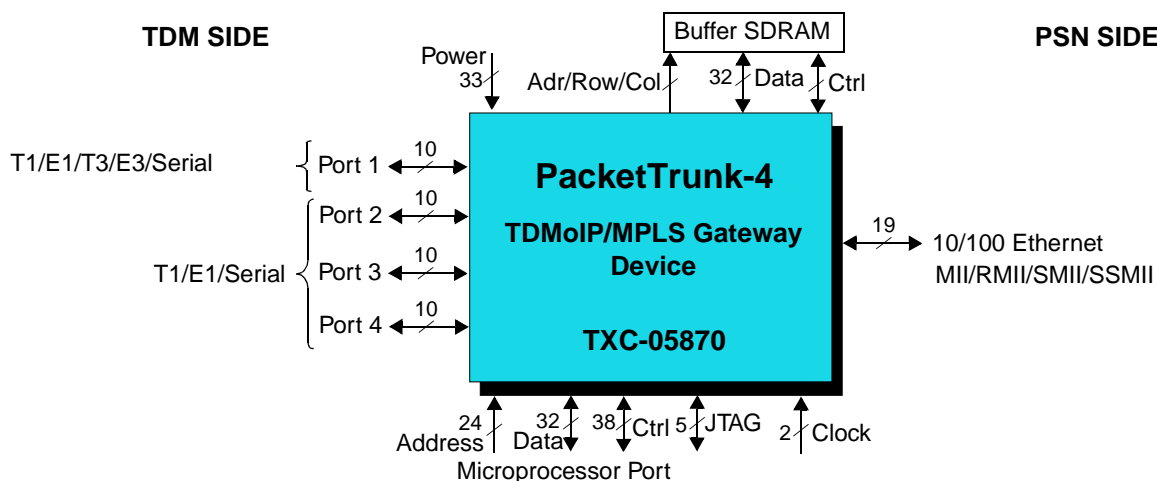 TDM SIDE
PSN SIDE
Buffer SDRAM
Power
33
Adr/Row/Col
32
Data
Ctrl
T1/E1/T3/E3/Serial
Port 1
10
Port 2
10
T1/E1/Serial
Port 3
10
Port 4
10
PacketTrunk-4
TDMoIP/MPLS Gateway
Device
TXC-05870
19
10/100 Ethernet
MII/RMII/SMII/SSMII
24
Address
32
Data
38
Ctrl
5
JTAG
2
Clock
Microprocessor Port